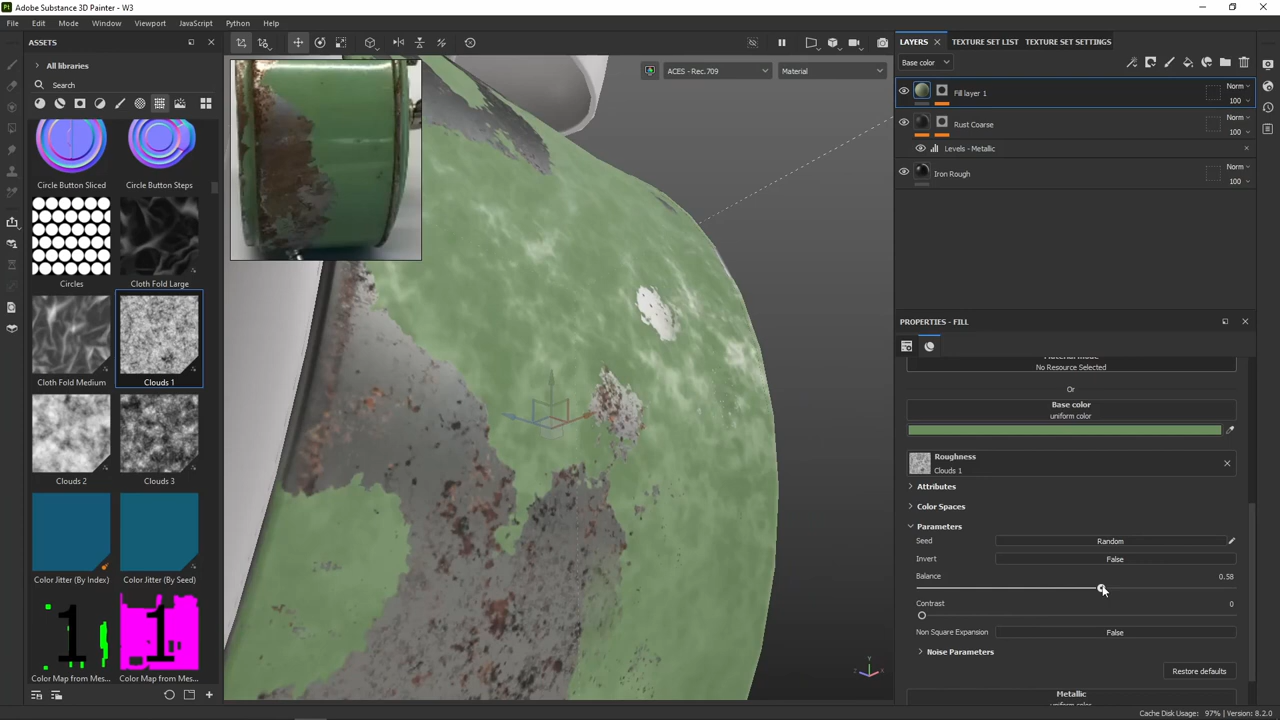 Adobe Substance 3D Painter - W3
File Edit Mode Window JavaScript Python Help
ASSETS
All libraries
Search
Circle Button Sliced
Circle Button Steps
Circles
Cloth Fold Large
Cloth Fold Medium
Clouds 1
Clouds 2
Clouds 3
Color Jitter (By Index)
Color Jitter (By Seed)
Color Map from Mes...
Color Map from Mes...
ACES - Rec.709
Material
Y
Z
X
LAYERS
TEXTURE SET LIST
TEXTURE SET SETTINGS
Base color
Fill layer 1
Norm
100
Rust Coarse
Norm
100
Levels - Metallic
Iron Rough
Norm
100
PROPERTIES - FILL
Material mode
No Resource Selected
Or
Base color
uniform color
Roughness
Clouds 1
Attributes
Color Spaces
Parameters
Seed Random
Invert False
Balance 0.58
Contrast 0
Non Square Expansion False
Noise Parameters
Restore defaults
Metallic
uniform color
Cache Disk Usage: 97% | Version: 8.2.0